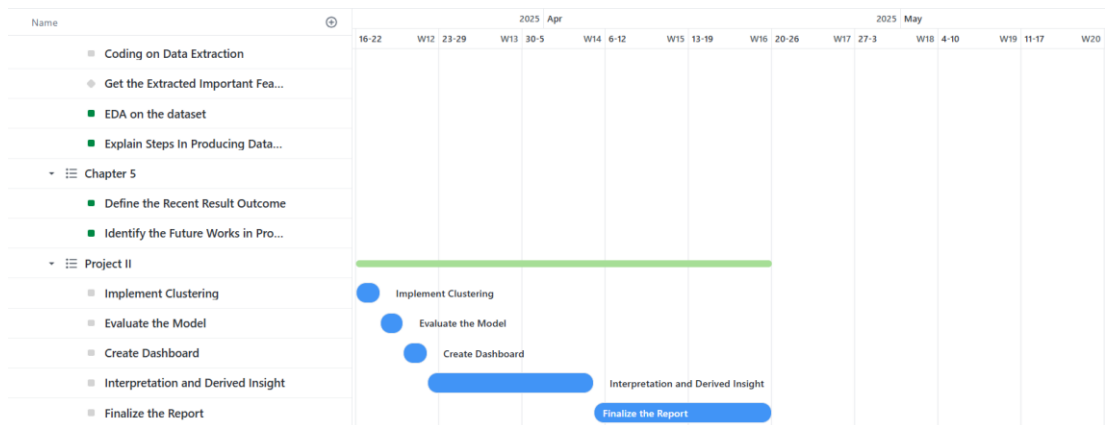 Name
2025 Apr
2025 May
16-22 W12 23-29 W13 30-5 W14 6-12 W15 13-19 W16 20-26 W17 27-3 W18 4-10 W19 11-17 W20
Coding on Data Extraction
Get the Extracted Important Fea...
EDA on the dataset
Explain Steps In Producing Data...
Chapter 5
Define the Recent Result Outcome
Identify the Future Works in Pro...
Project II
Implement Clustering Implement Clustering
Evaluate the Model Evaluate the Model
Create Dashboard Create Dashboard
Interpretation and Derived Insight Interpretation and Derived Insight
Finalize the Report Finalize the Report